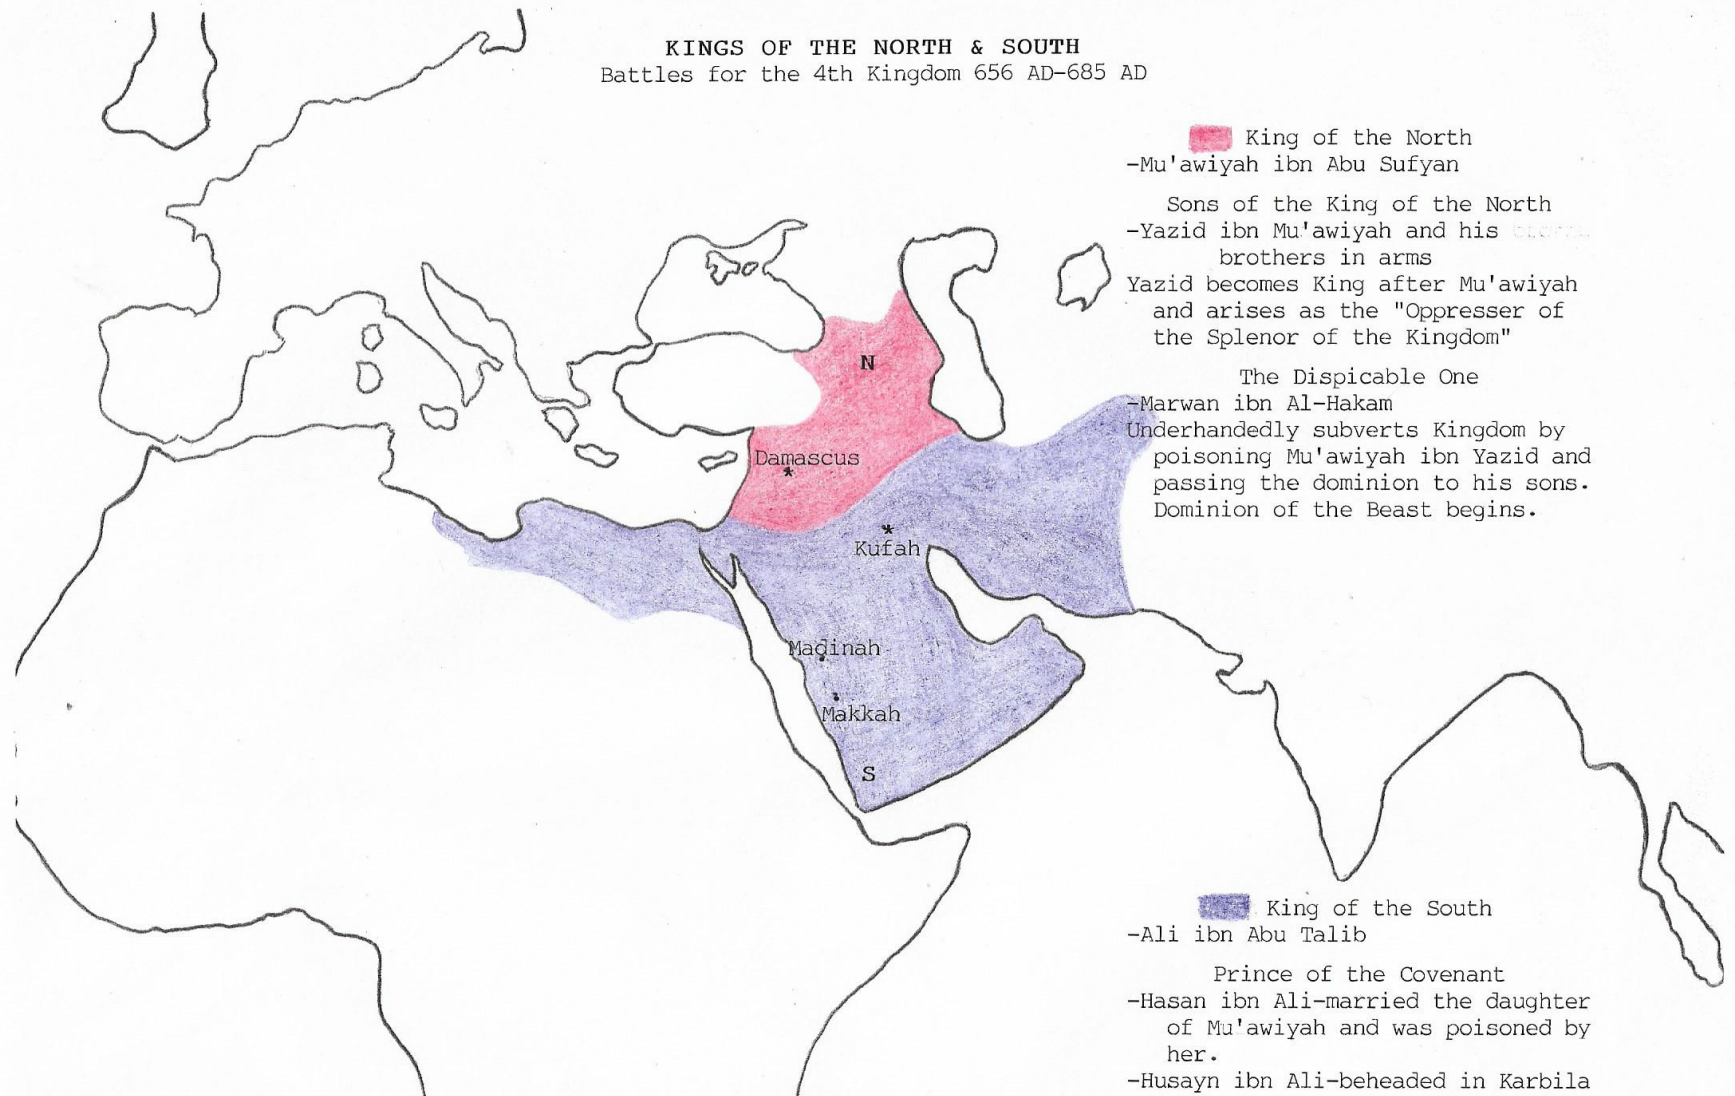 KINGS OF THE NORTH & SOUTH
Battles for the 4th Kingdom 656 AD-685 AD
King of the North
-Mu'awiyah ibn Abu Sufyan
Sons of the King of the North
-Yazid ibn Mu'awiyah and his
brothers in arms
Yazid becomes King after Mu'awiyah
and arises as the "Oppresser of
the Splenor of the Kingdom"
The Dispicable One
-Marwan ibn Al-Hakam
Underhandedly subverts Kingdom by
poisoning Mu'awiyah ibn Yazid and
passing the dominion to his sons.
Dominion of the Beast begins.
N
Damascus
*
*
Kufah
Madinah
Makkah
S
King of the South
-Ali ibn Abu Talib
Prince of the Covenant
-Hasan ibn Ali-married the daughter
of Mu'awiyah and was poisoned by
her.
-Husayn ibn Ali-beheaded in Karbila